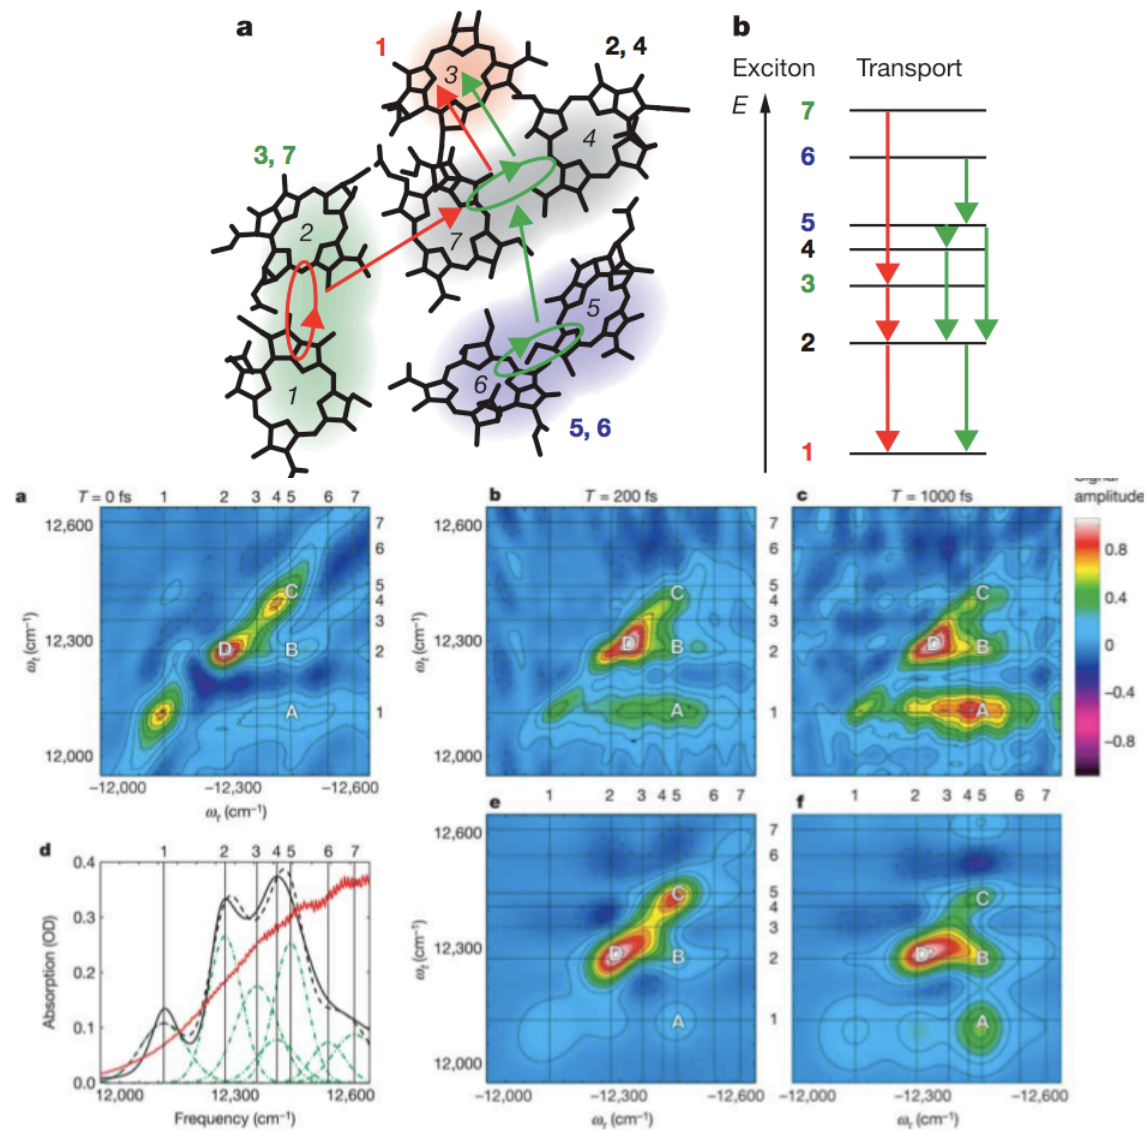 a
b
1
2, 4
3, 7
5, 6
3
4
2
7
5
1
6
Exciton Transport
E
7
6
5
4
3
2
1
a T = 0 fs 1 2 3 4 5 6 7
b T = 200 fs
c T = 1000 fs
amplitude
12,600
12,300
12,000
ωt (cm⁻¹)
7
6
5
4
3
2
1
C
D
B
A
−12,000 −12,300 −12,600
ωτ (cm⁻¹)
12,600
12,300
12,000
ωt (cm⁻¹)
7
6
5
4
3
2
1
C
D
B
A
C
D
B
A
0.8
0.4
0
−0.4
−0.8
d 1 2 3 4 5 6 7
0.4
0.3
0.2
0.1
0.0
Absorption (OD)
12,000 12,300 12,600
Frequency (cm⁻¹)
e 1 2 3 4 5 6 7
12,600
12,300
12,000
ωt (cm⁻¹)
7
6
5
4
3
2
1
C
D
B
A
−12,000 −12,300 −12,600
ωτ (cm⁻¹)
f 1 2 3 4 5 6 7
C
D
B
A
−12,000 −12,300 −12,600
ωτ (cm⁻¹)